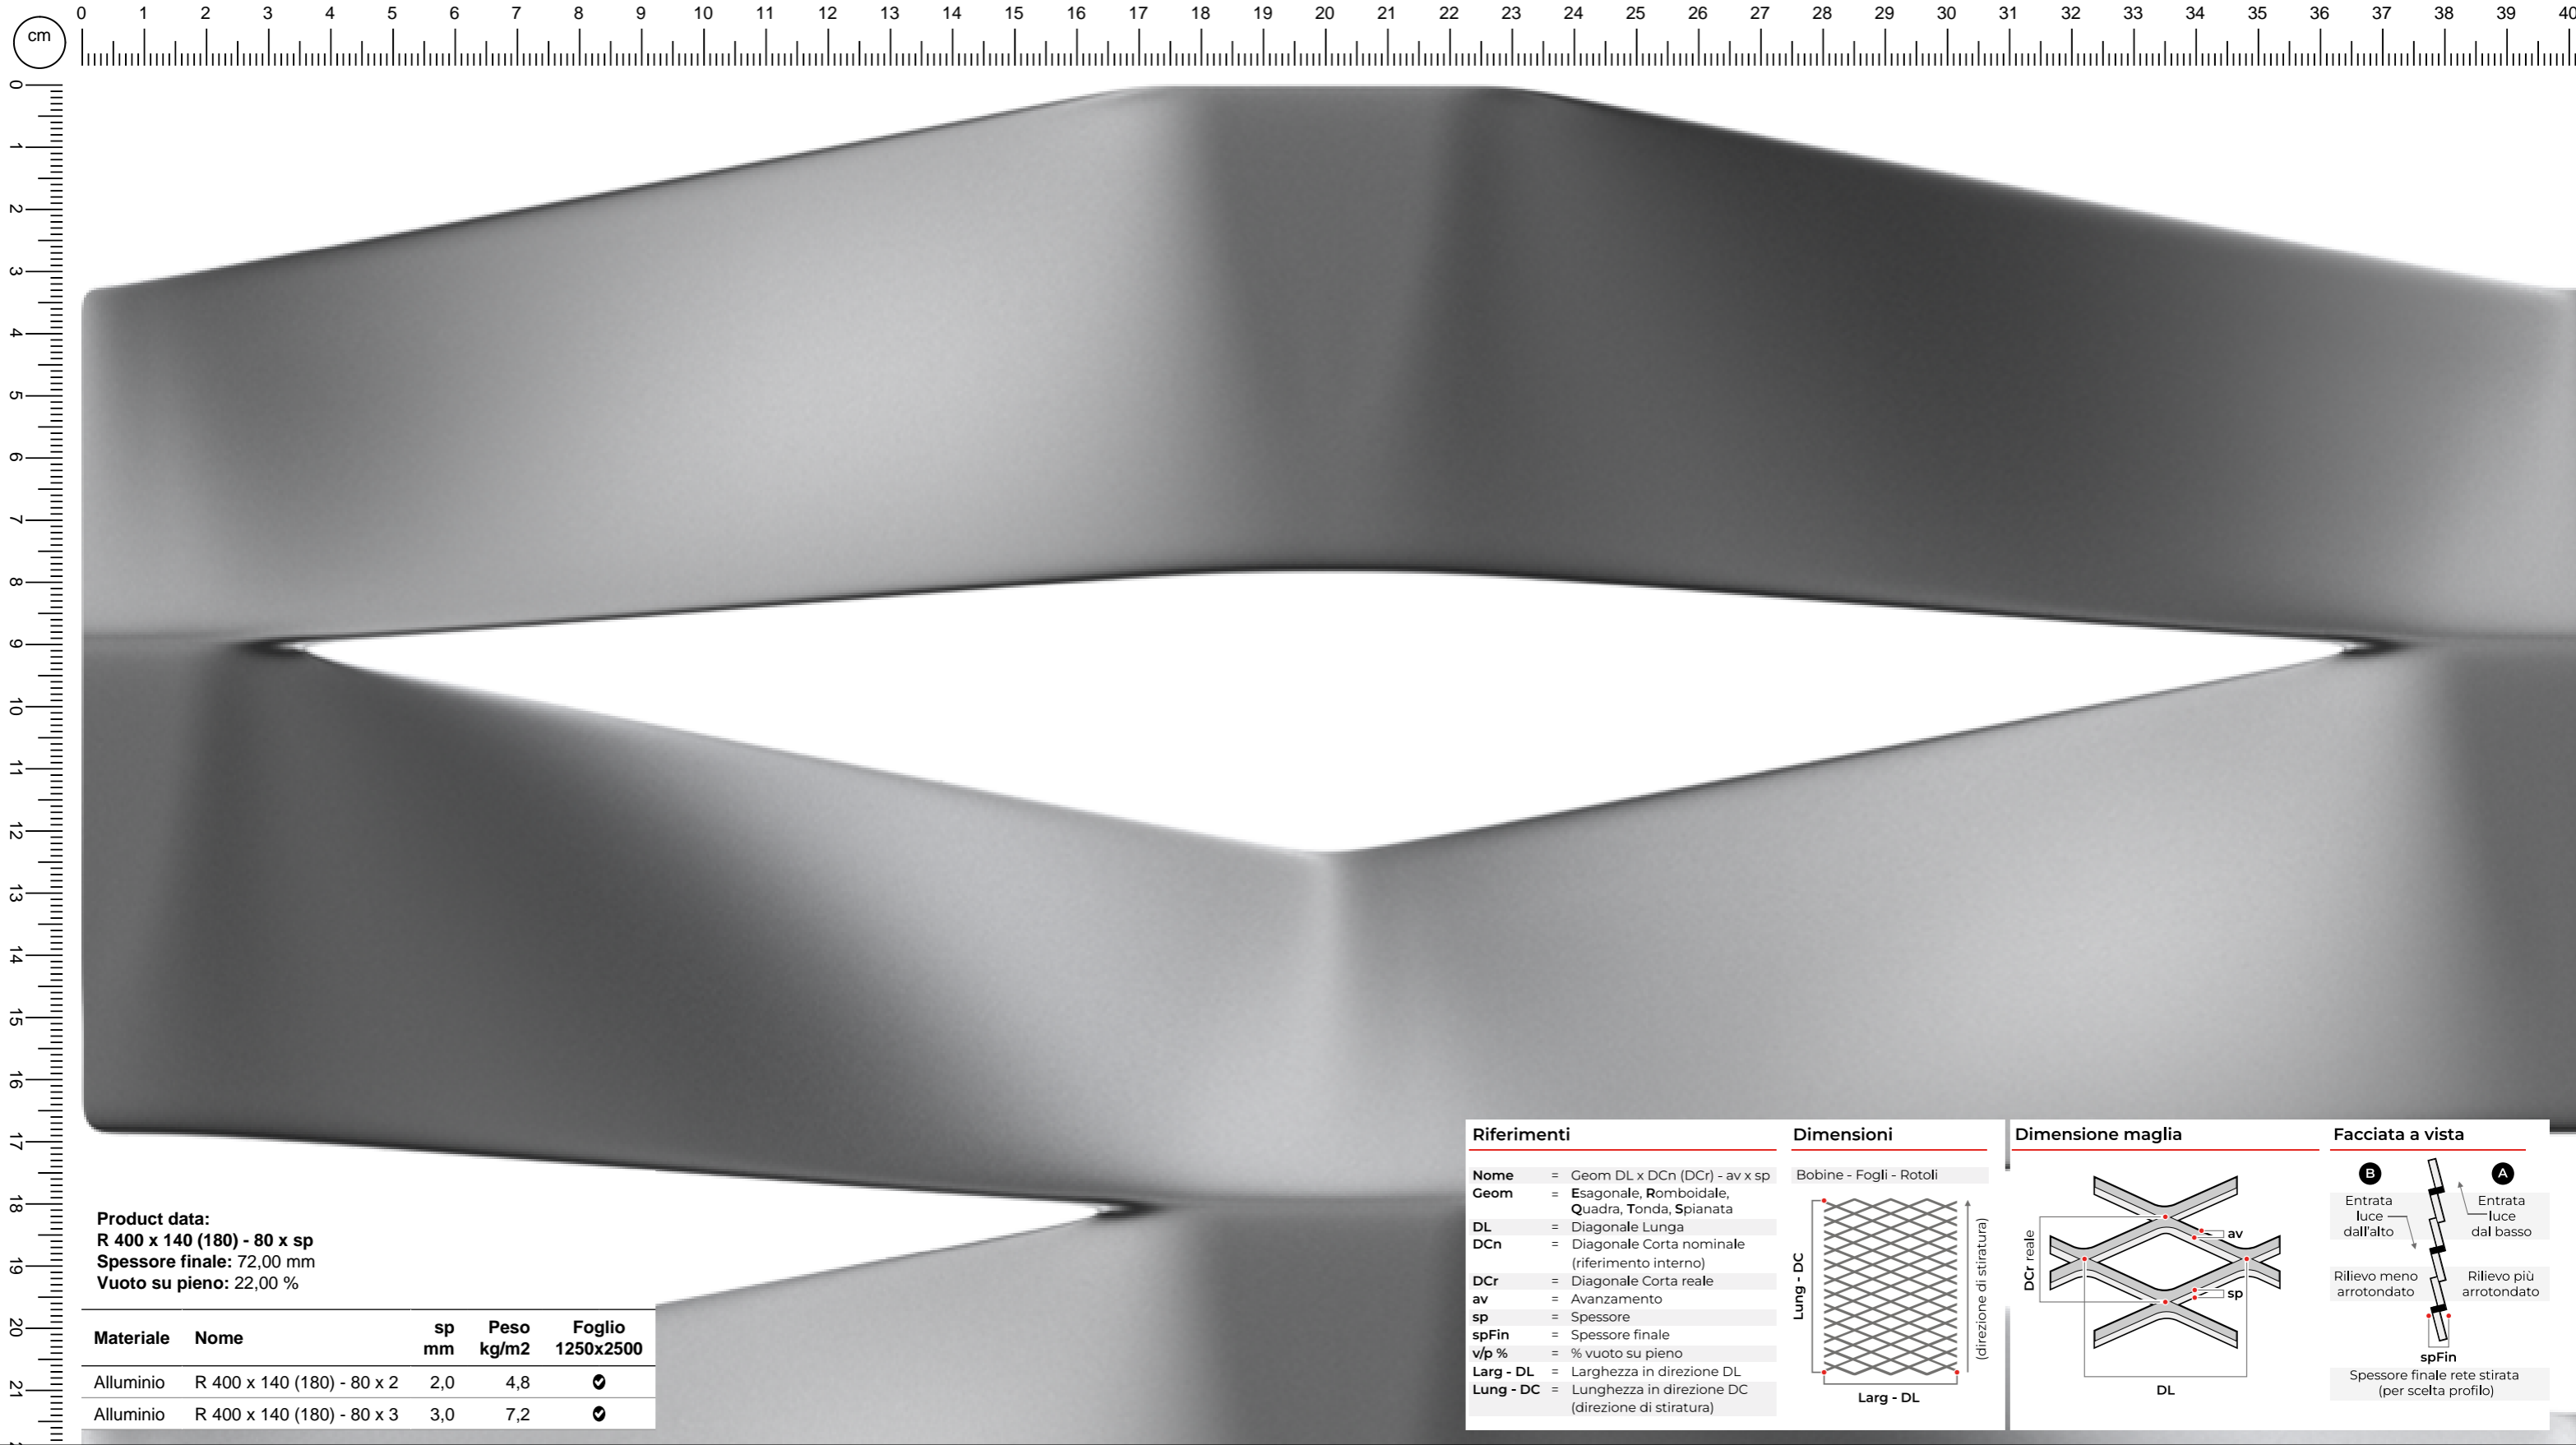 cm
0 1 2 3 4 5 6 7 8 9 10 11 12 13 14 15 16 17 18 19 20 21 22 23 24 25 26 27 28 29 30 31 32 33 34 35 36 37 38 39 40
0
1
2
3
4
5
6
7
8
9
10
11
12
13
14
15
16
17
18
19
20
21
Product data:
R 400 x 140 (180) - 80 x sp
Spessore finale: 72,00 mm
Vuoto su pieno: 22,00 %
Materiale Nome sp mm Peso kg/m2 Foglio 1250x2500
Alluminio R 400 x 140 (180) - 80 x 2 2,0 4,8
Alluminio R 400 x 140 (180) - 80 x 3 3,0 7,2
Riferimenti
Nome = Geom DL x DCn (DCr) - av x sp
Geom = Esagonale, Romboidale,
Quadra, Tonda, Spianata
DL = Diagonale Lunga
DCn = Diagonale Corta nominale
(riferimento interno)
DCr = Diagonale Corta reale
av = Avanzamento
sp = Spessore
spFin = Spessore finale
v/p % = % vuoto su pieno
Larg - DL = Larghezza in direzione DL
Lung - DC = Lunghezza in direzione DC
(direzione di stiratura)
Dimensioni
Bobine - Fogli - Rotoli
Lung - DC
(direzione di stiratura)
Larg - DL
Dimensione maglia
DCr reale
av
sp
DL
Facciata a vista
B A
Entrata
luce
dall'alto
Entrata
luce
dal basso
Rilievo meno
arrotondato
Rilievo più
arrotondato
spFin
Spessore finale rete stirata
(per scelta profilo)